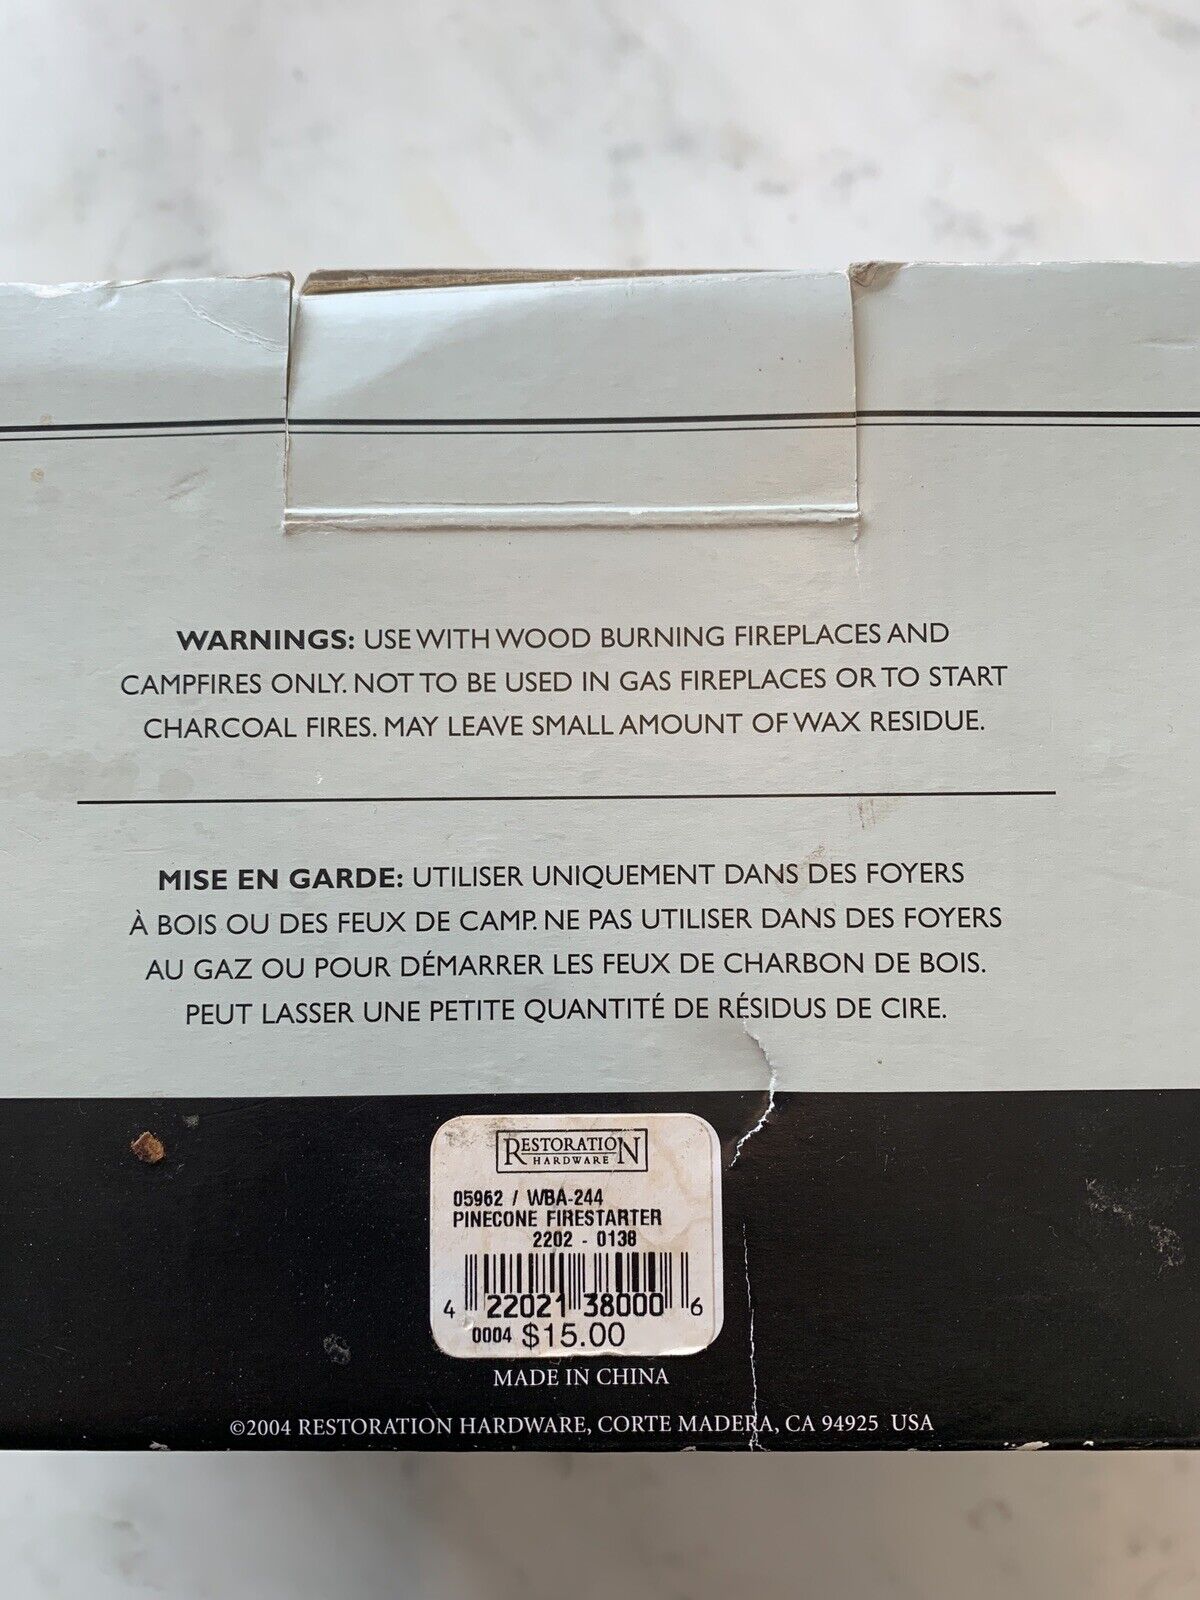 WARNINGS: USE WITH WOOD BURNING FIREPLACES AND
CAMPFIRES ONLY. NOT TO BE USED IN GAS FIREPLACES OR TO START
CHARCOAL FIRES. MAY LEAVE SMALL AMOUNT OF WAX RESIDUE.
MISE EN GARDE: UTILISER UNIQUEMENT DANS DES FOYERS
À BOIS OU DES FEUX DE CAMP. NE PAS UTILISER DANS DES FOYERS
AU GAZ OU POUR DÉMARRER LES FEUX DE CHARBON DE BOIS.
PEUT LASSER UNE PETITE QUANTITÉ DE RÉSIDUS DE CIRE.
RESTORATION
HARDWARE
05962 / WBA-244
PINECONE FIRESTARTER
2202 - 0138
4 22021 38000 6
0004 $15.00
MADE IN CHINA
©2004 RESTORATION HARDWARE, CORTE MADERA, CA 94925 USA